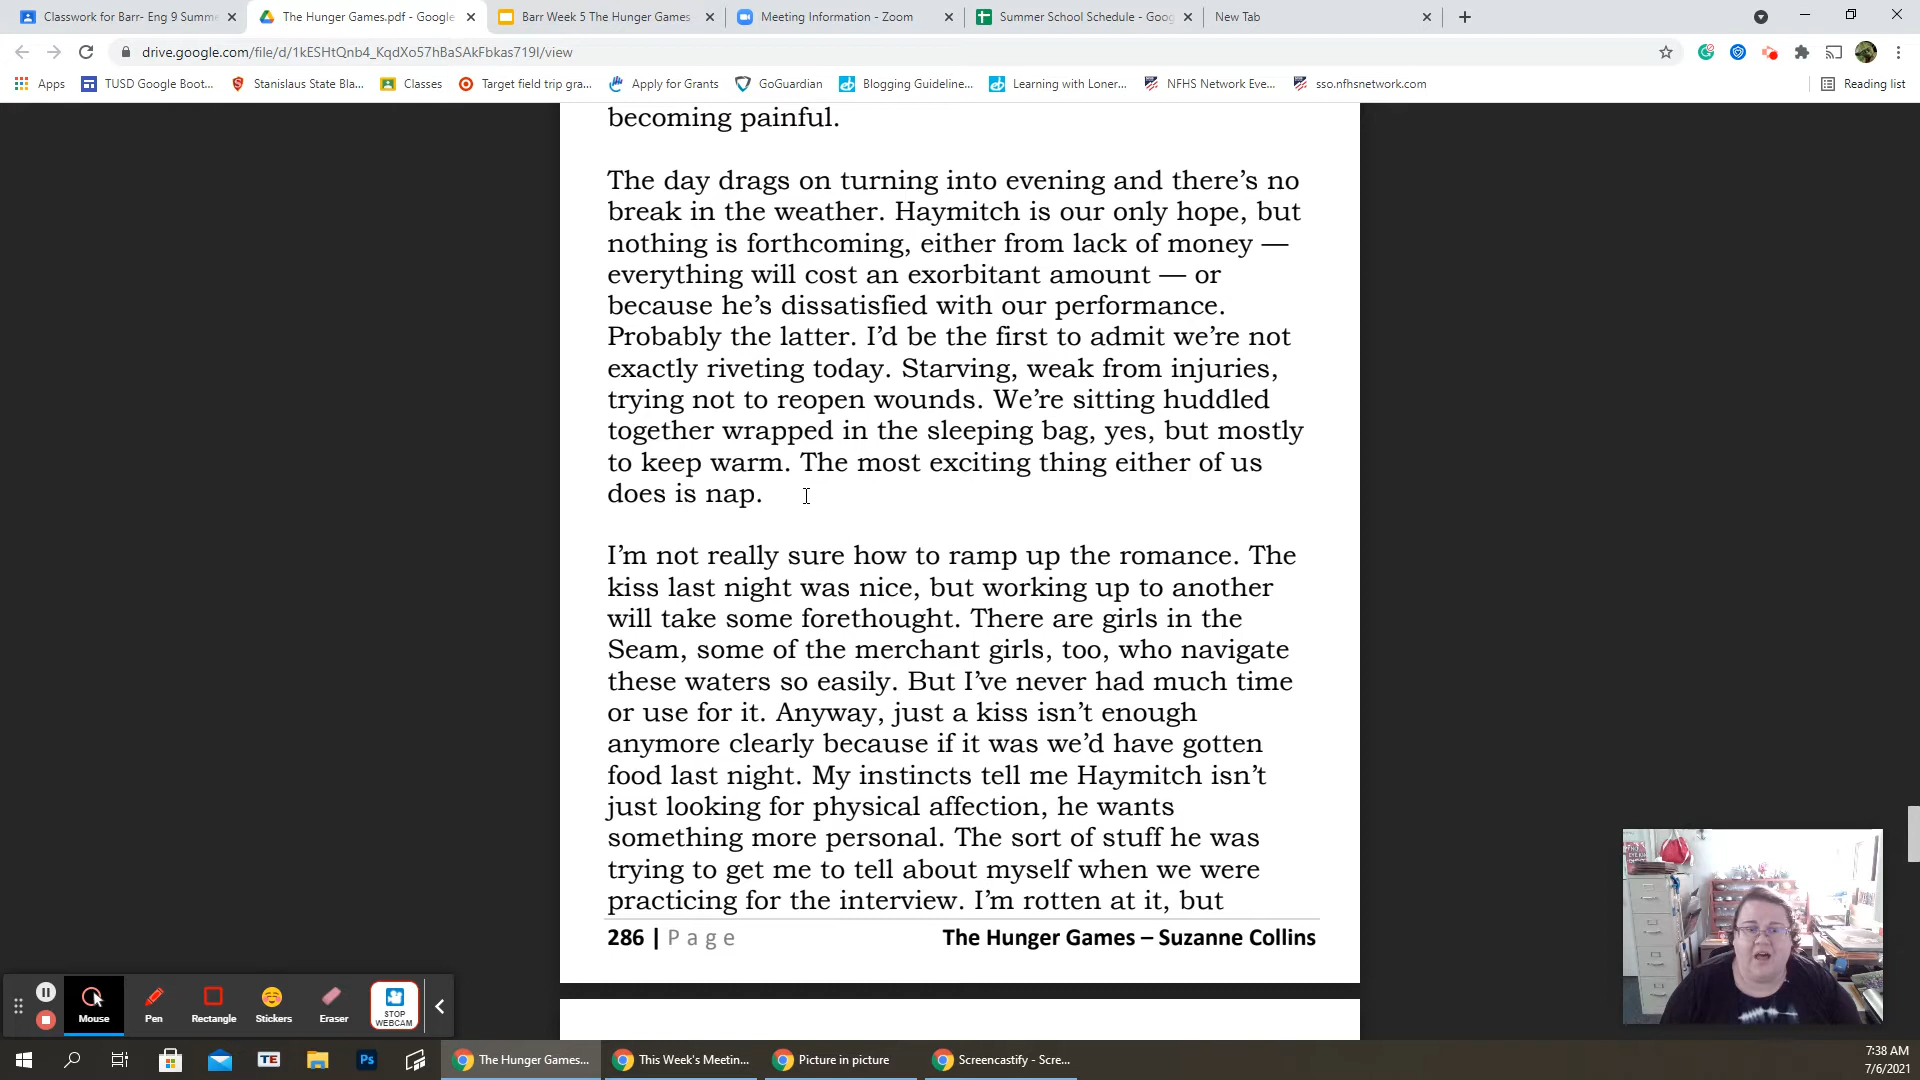 Classwork for Barr- Eng 9 Summe
The Hunger Games.pdf - Google
Barr Week 5 The Hunger Games
Meeting Information - Zoom
Summer School Schedule - Goog
New Tab
drive.google.com/file/d/1kESHtQnb4_KqdXo57hBaSAkFbkas719I/view
Apps
TUSD Google Boot...
Stanislaus State Bla...
Classes
Target field trip gra...
Apply for Grants
GoGuardian
Blogging Guideline...
Learning with Loner...
NFHS Network Eve...
sso.nfhsnetwork.com
Reading list
becoming painful.
The day drags on turning into evening and there's no
break in the weather. Haymitch is our only hope, but
nothing is forthcoming, either from lack of money —
everything will cost an exorbitant amount — or
because he's dissatisfied with our performance.
Probably the latter. I'd be the first to admit we're not
exactly riveting today. Starving, weak from injuries,
trying not to reopen wounds. We're sitting huddled
together wrapped in the sleeping bag, yes, but mostly
to keep warm. The most exciting thing either of us
does is nap.
I'm not really sure how to ramp up the romance. The
kiss last night was nice, but working up to another
will take some forethought. There are girls in the
Seam, some of the merchant girls, too, who navigate
these waters so easily. But I've never had much time
or use for it. Anyway, just a kiss isn't enough
anymore clearly because if it was we'd have gotten
food last night. My instincts tell me Haymitch isn't
just looking for physical affection, he wants
something more personal. The sort of stuff he was
trying to get me to tell about myself when we were
practicing for the interview. I'm rotten at it, but
286 | Page
The Hunger Games – Suzanne Collins
Mouse
Pen
Rectangle
Stickers
Eraser
STOP
WEBCAM
TE
Ps
The Hunger Games...
This Week's Meetin...
Picture in picture
Screencastify - Scre...
7:38 AM
7/6/2021